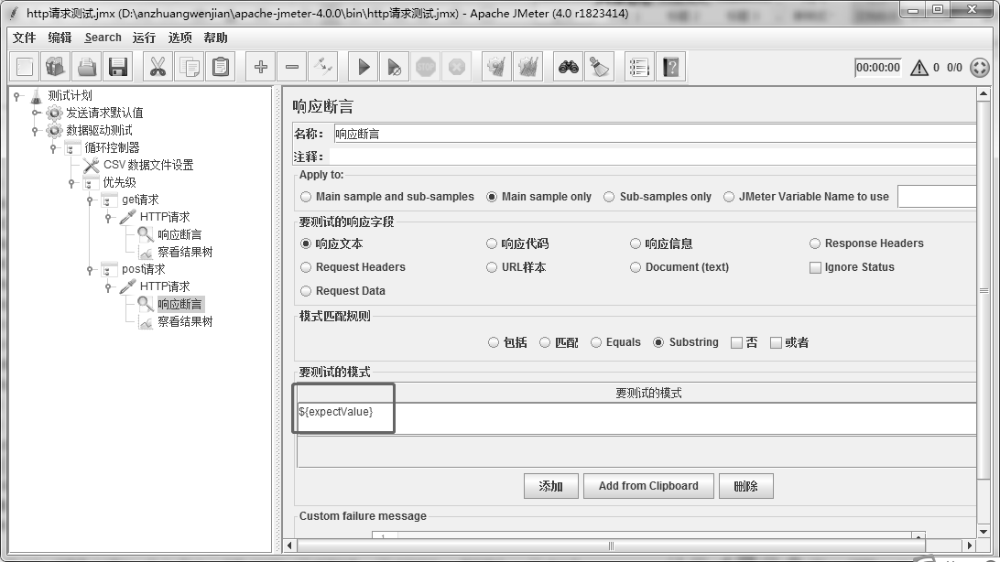 http请求测试.jmx (D:\anzhuangwenjian\apache-jmeter-4.0.0\bin\http请求测试.jmx) - Apache JMeter (4.0 r1823414)
文件 编辑 Search 运行 选项 帮助
STOP 00:00:00 0 0/0
测试计划
发送请求默认值
数据驱动测试
循环控制器
CSV 数据文件设置
优先级
get请求
HTTP请求
响应断言
察看结果树
post请求
HTTP请求
响应断言
察看结果树
响应断言
名称： 响应断言
注释：
Apply to:
Main sample and sub-samples Main sample only Sub-samples only JMeter Variable Name to use
要测试的响应字段
响应文本 响应代码 响应信息 Response Headers
Request Headers URL样本 Document (text) Ignore Status
Request Data
模式匹配规则
包括 匹配 Equals Substring 否 或者
要测试的模式
要测试的模式
${expectValue}
添加 Add from Clipboard 删除
Custom failure message
1